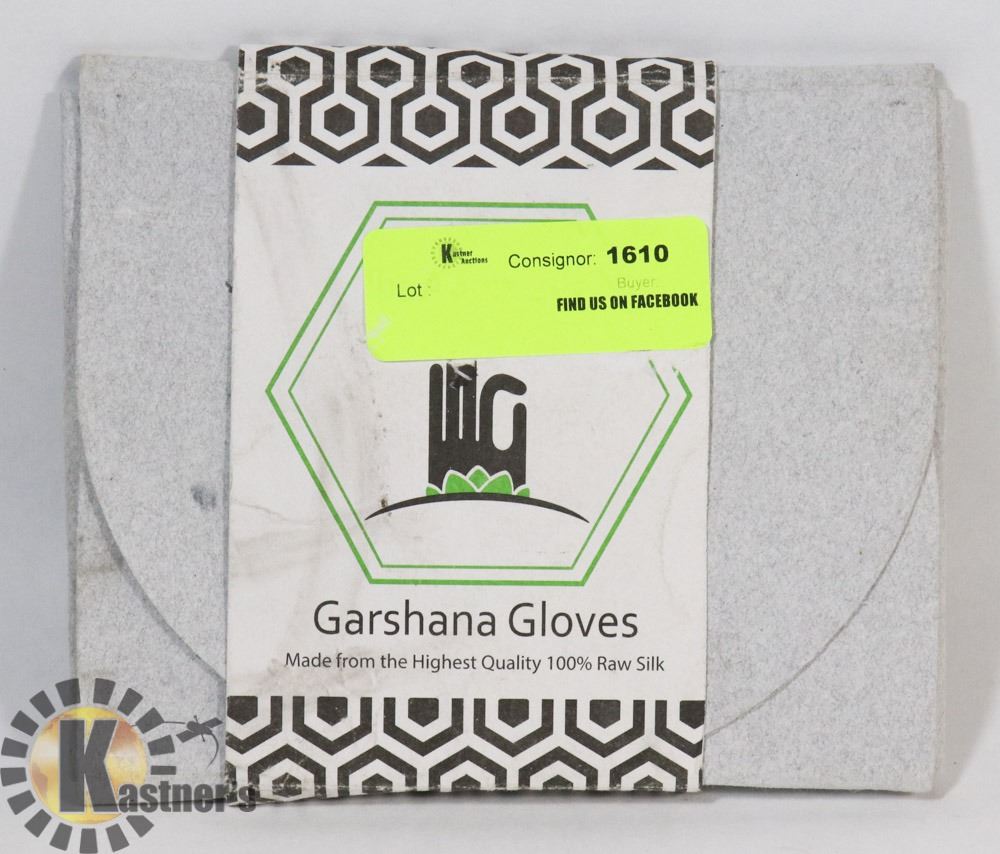 Kastner Auctions
Consignor: 1610
Lot :
Buyer:
FIND US ON FACEBOOK
Garshana Gloves
Made from the Highest Quality 100% Raw Silk
Kastner's